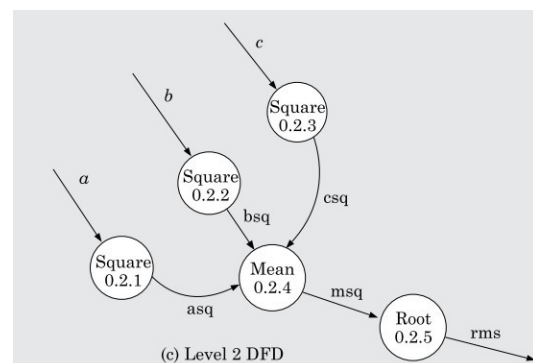 c
Square
0.2.3
b
Square
0.2.2
csq
a
bsq
Square
0.2.1
Mean
0.2.4
asq
msq
Root
0.2.5
rms
(c) Level 2 DFD